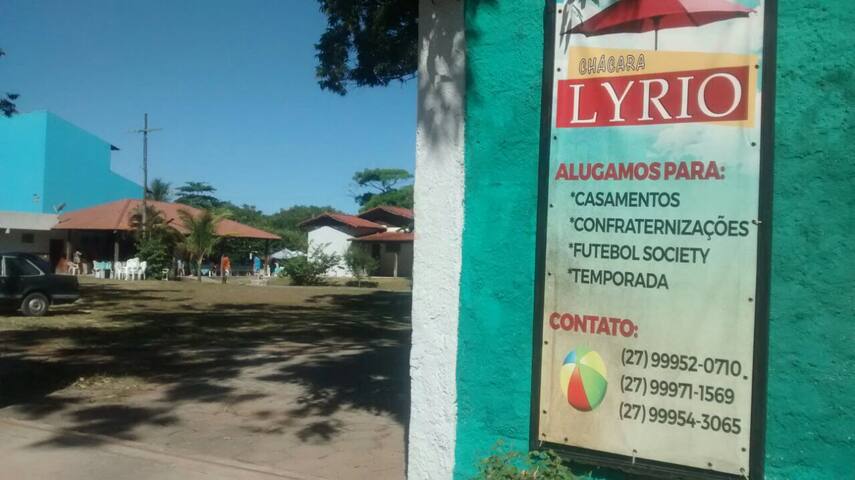 CHÁCARA
LYRIO
ALUGAMOS PARA:
*CASAMENTOS
*CONFRATERNIZAÇÕES
*FUTEBOL SOCIETY
*TEMPORADA
CONTATO:
(27) 99952-0710
(27) 99971-1569
(27) 99954-3065